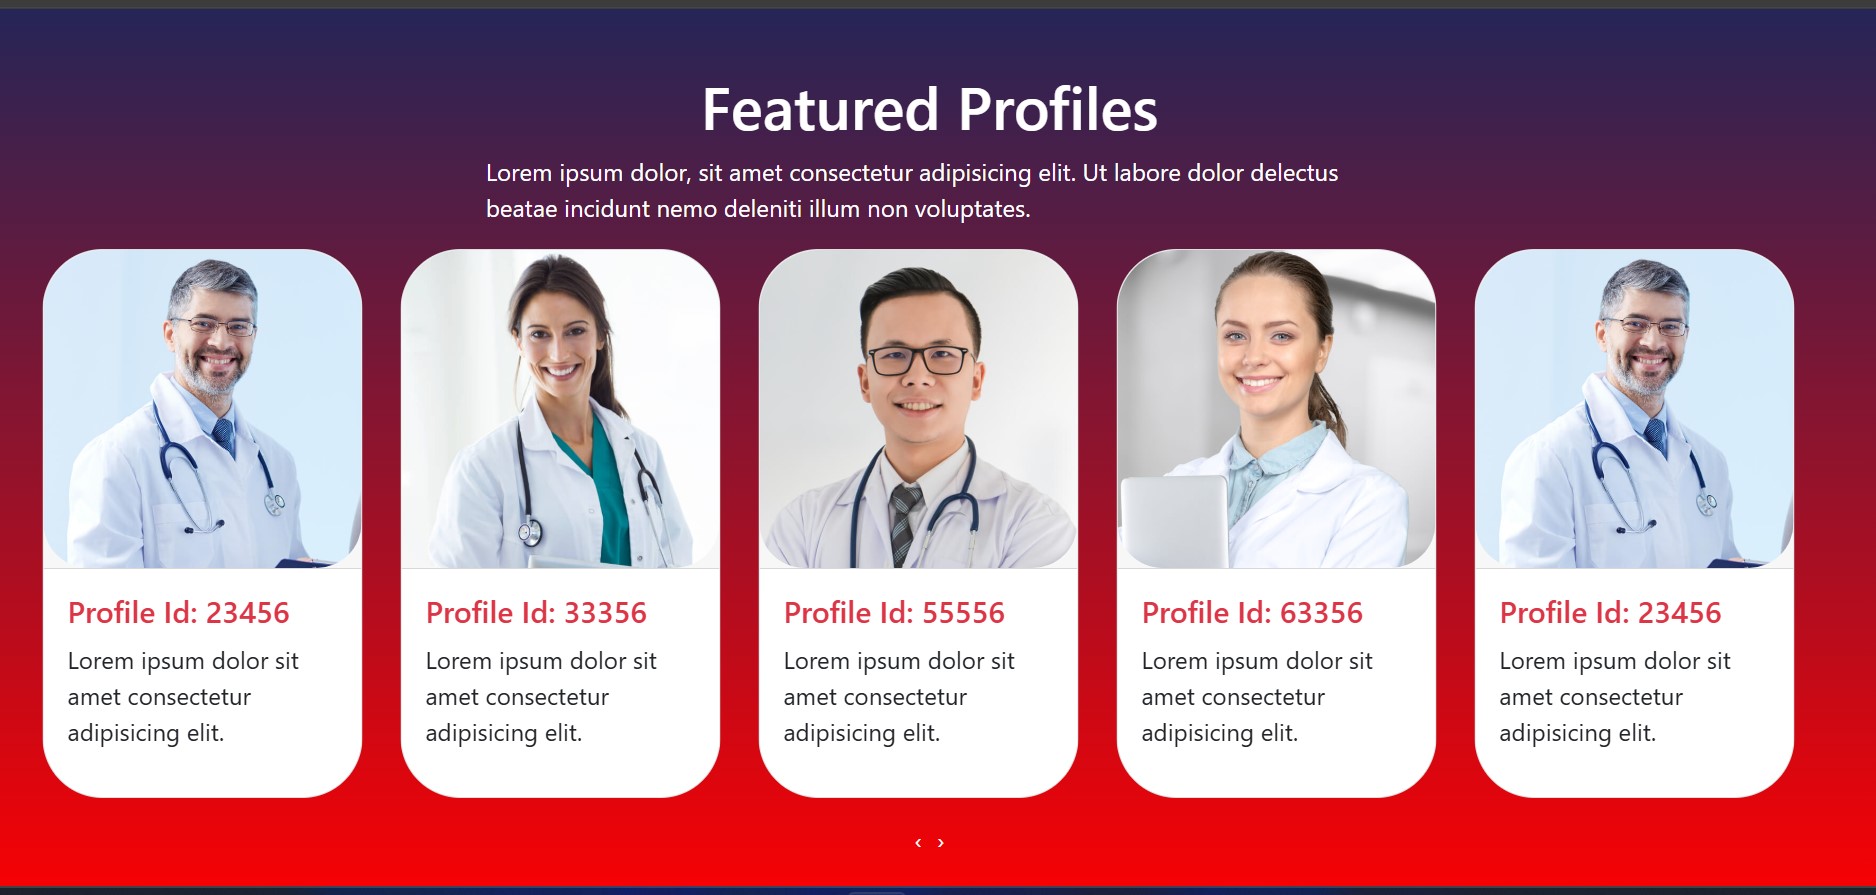 Featured Profiles
Lorem ipsum dolor, sit amet consectetur adipisicing elit. Ut labore dolor delectus
beatae incidunt nemo deleniti illum non voluptates.
Profile Id: 23456
Lorem ipsum dolor sit
amet consectetur
adipisicing elit.
Profile Id: 33356
Lorem ipsum dolor sit
amet consectetur
adipisicing elit.
Profile Id: 55556
Lorem ipsum dolor sit
amet consectetur
adipisicing elit.
Profile Id: 63356
Lorem ipsum dolor sit
amet consectetur
adipisicing elit.
Profile Id: 23456
Lorem ipsum dolor sit
amet consectetur
adipisicing elit.
‹ ›